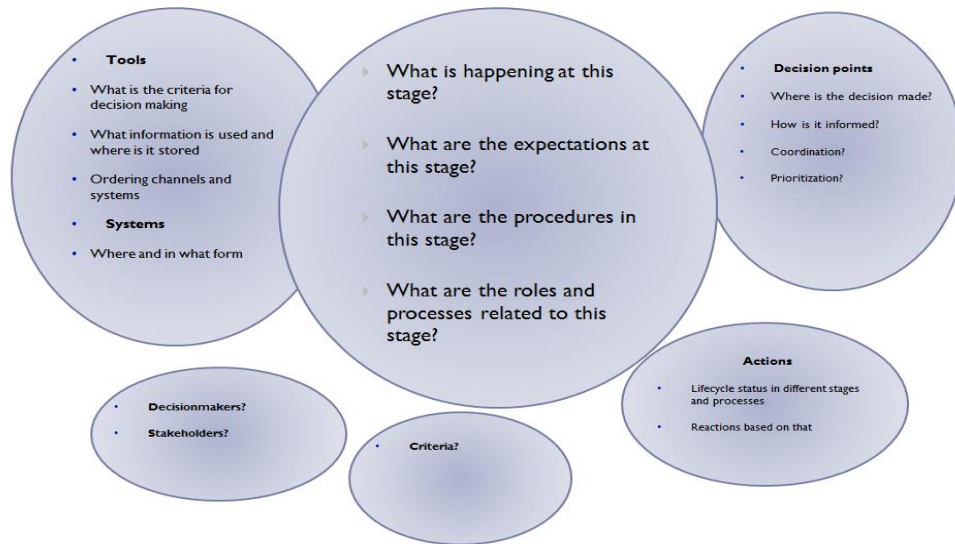 Tools
What is the criteria for
decision making
What information is used and
where is it stored
Ordering channels and
systems
Systems
Where and in what form
What is happening at this
stage?
What are the expectations at
this stage?
What are the procedures in
this stage?
What are the roles and
processes related to this
stage?
Decision points
Where is the decision made?
How is it informed?
Coordination?
Prioritization?
Decisionmakers?
Stakeholders?
Criteria?
Actions
Lifecycle status in different stages
and processes
Reactions based on that